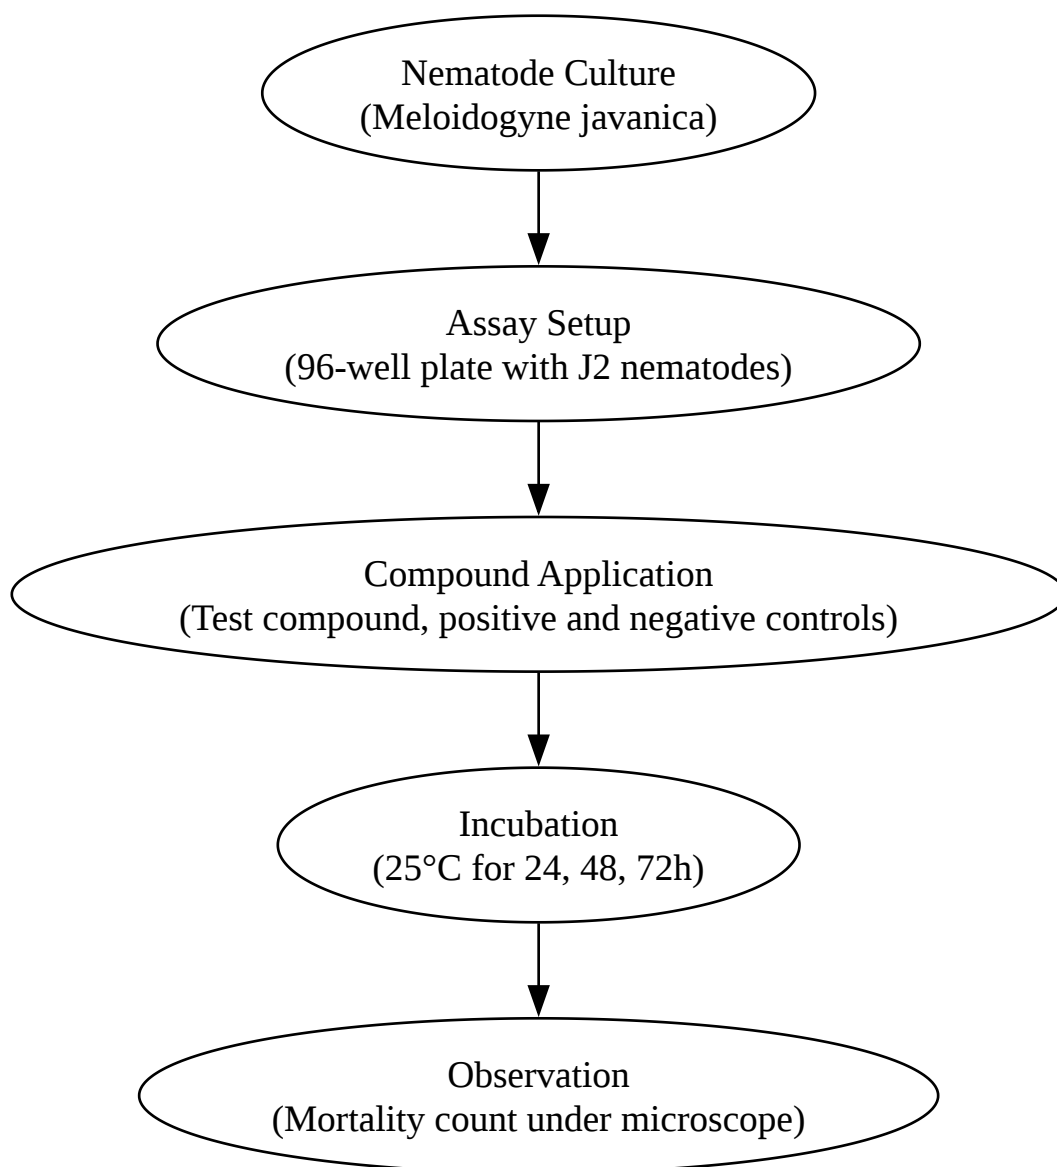 Nematode Culture
(Meloidogyne javanica)
Assay Setup
(96-well plate with J2 nematodes)
Compound Application
(Test compound, positive and negative controls)
Incubation
(25°C for 24, 48, 72h)
Observation
(Mortality count under microscope)